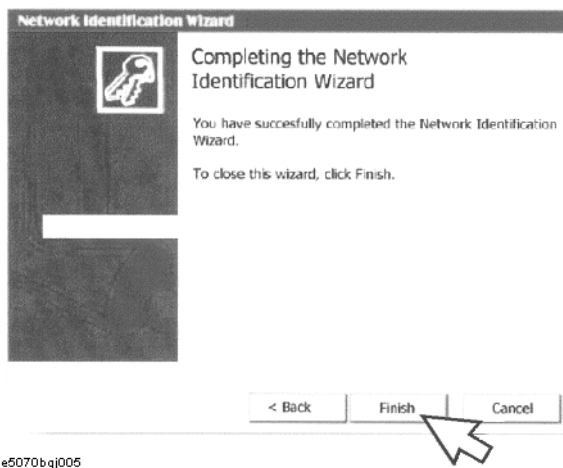 Network Identification Wizard
Completing the Network
Identification Wizard
You have succesfully completed the Network Identification
Wizard.
To close this wizard, click Finish.
< Back
Finish
Cancel
e5070bqj005